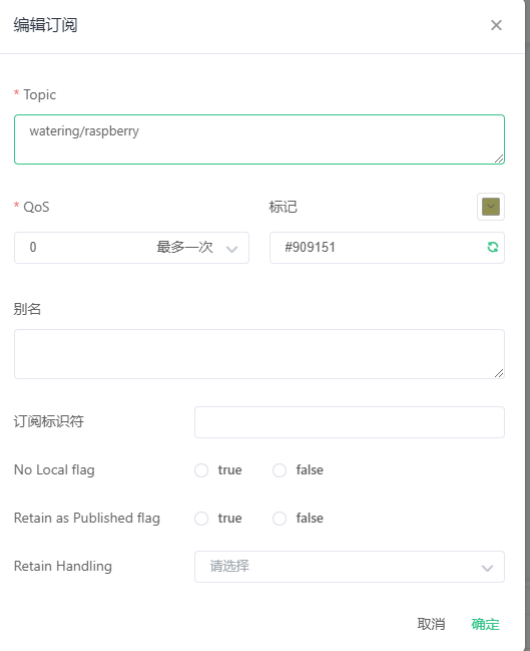 编辑订阅
* Topic
watering/raspberry
* QoS
标记
0 最多一次
#909151
别名
订阅标识符
No Local flag true false
Retain as Published flag true false
Retain Handling 请选择
取消 确定